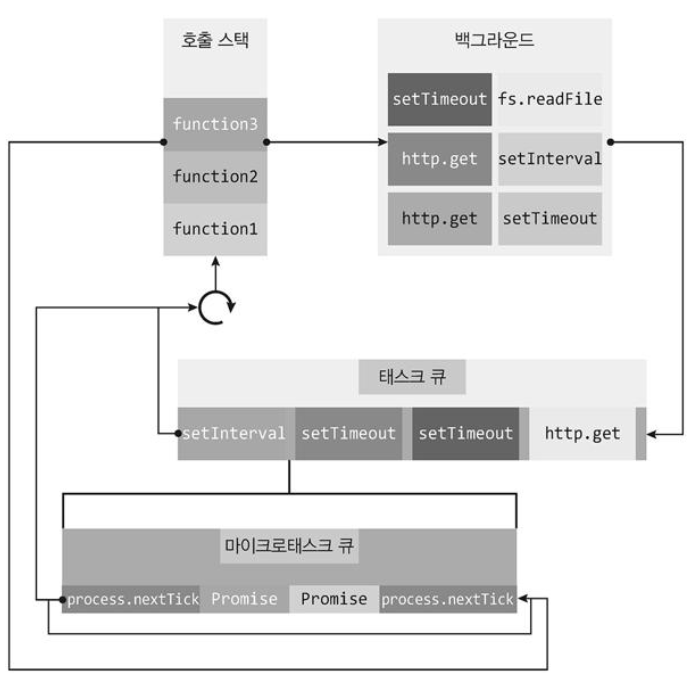 호출 스택
백그라운드
function3
function2
function1
setTimeout
fs.readFile
http.get
setInterval
http.get
setTimeout
태스크 큐
setInterval
setTimeout
setTimeout
http.get
마이크로태스크 큐
process.nextTick
Promise
Promise
process.nextTick